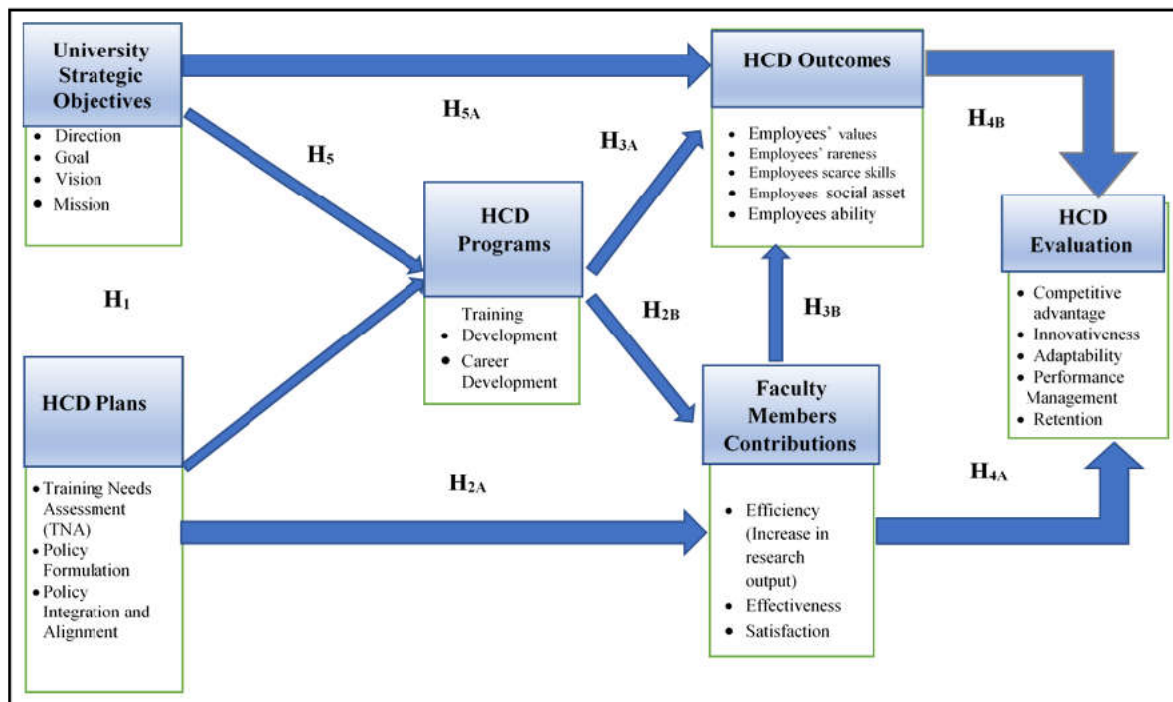 University
Strategic
Objectives
• Direction
• Goal
• Vision
• Mission
H5A
H5
H1
HCD Plans
• Training Needs
Assessment
(TNA)
• Policy
Formulation
• Policy
Integration and
Alignment
H2A
HCD
Programs
Training
• Development
• Career
Development
H3A
H2B
HCD Outcomes
• Employees' values
• Employees' rareness
• Employees scarce skills
• Employees social asset
• Employees ability
H3B
Faculty
Members
Contributions
• Efficiency
(Increase in
research
output)
• Effectiveness
• Satisfaction
H4B
HCD
Evaluation
• Competitive
advantage
• Innovativeness
• Adaptability
• Performance
Management
• Retention
H4A